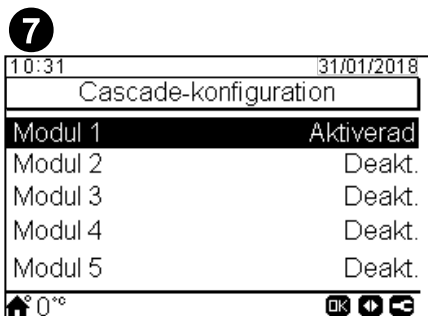 7
10:31 31/01/2018
Cascade-konfiguration
Modul 1 Aktiverad
Modul 2 Deakt.
Modul 3 Deakt.
Modul 4 Deakt.
Modul 5 Deakt.
0°c OK